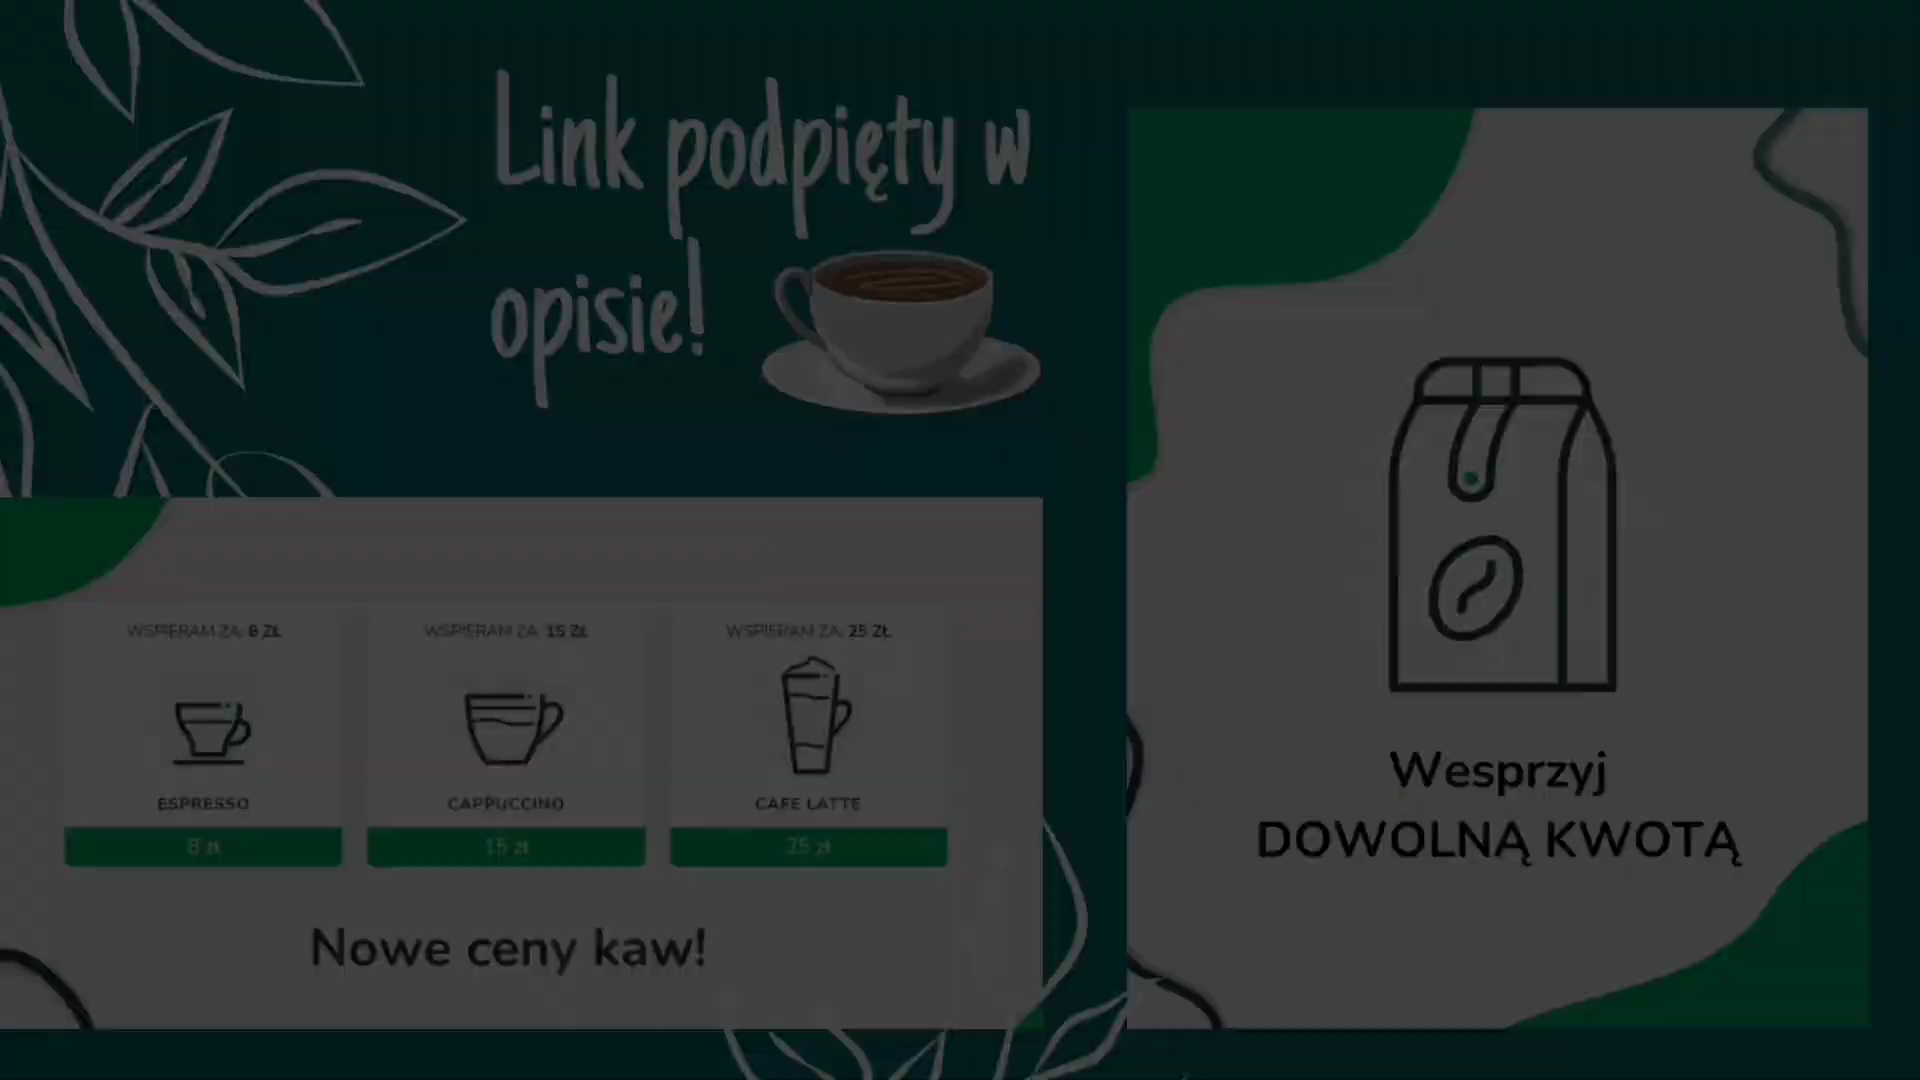 Link podpięty w
opisie!
WSPIERAM ZA: 8 ZŁ
WSPIERAM ZA: 15 ZŁ
WSPIERAM ZA: 25 ZŁ
ESPRESSO
CAPPUCCINO
CAFE LATTE
8 zł
15 zł
25 zł
Nowe ceny kaw!
Wesprzyj
DOWOLNĄ KWOTĄ